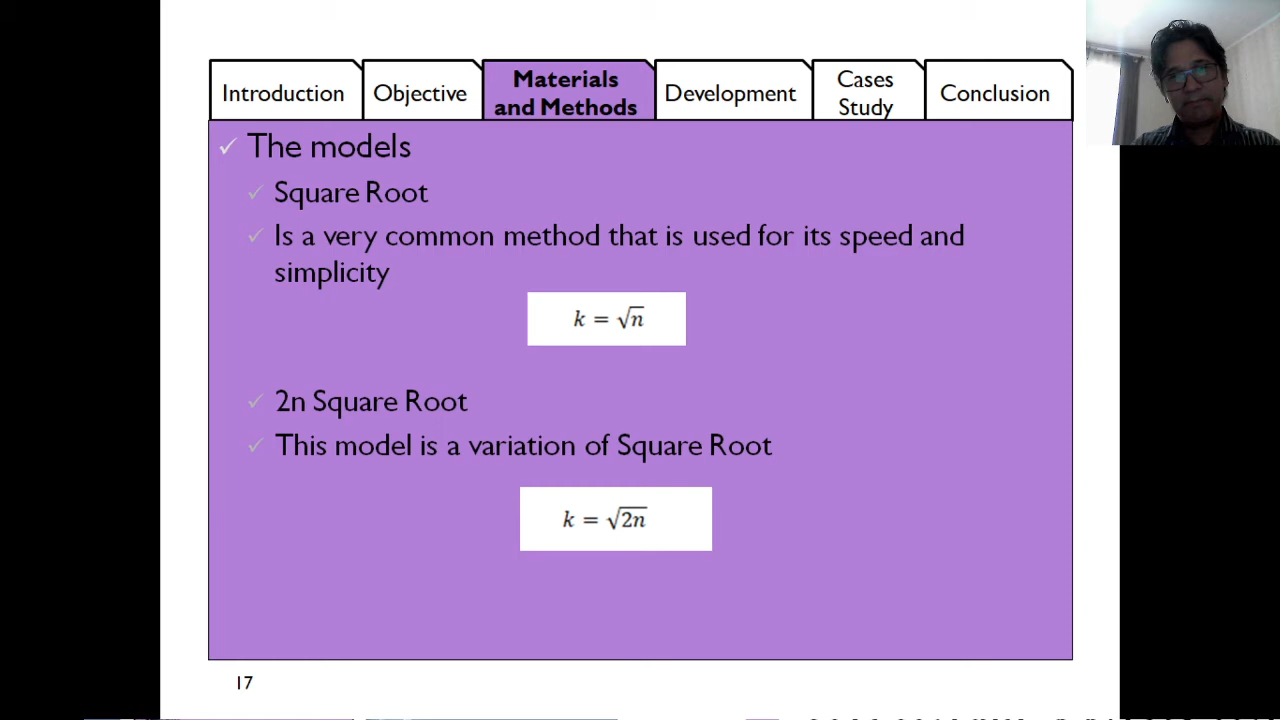 Introduction
Objective
Materials
and Methods
Development
Cases
Study
Conclusion
The models
Square Root
Is a very common method that is used for its speed and
simplicity
k = √n
2n Square Root
This model is a variation of Square Root
k = √2n
17